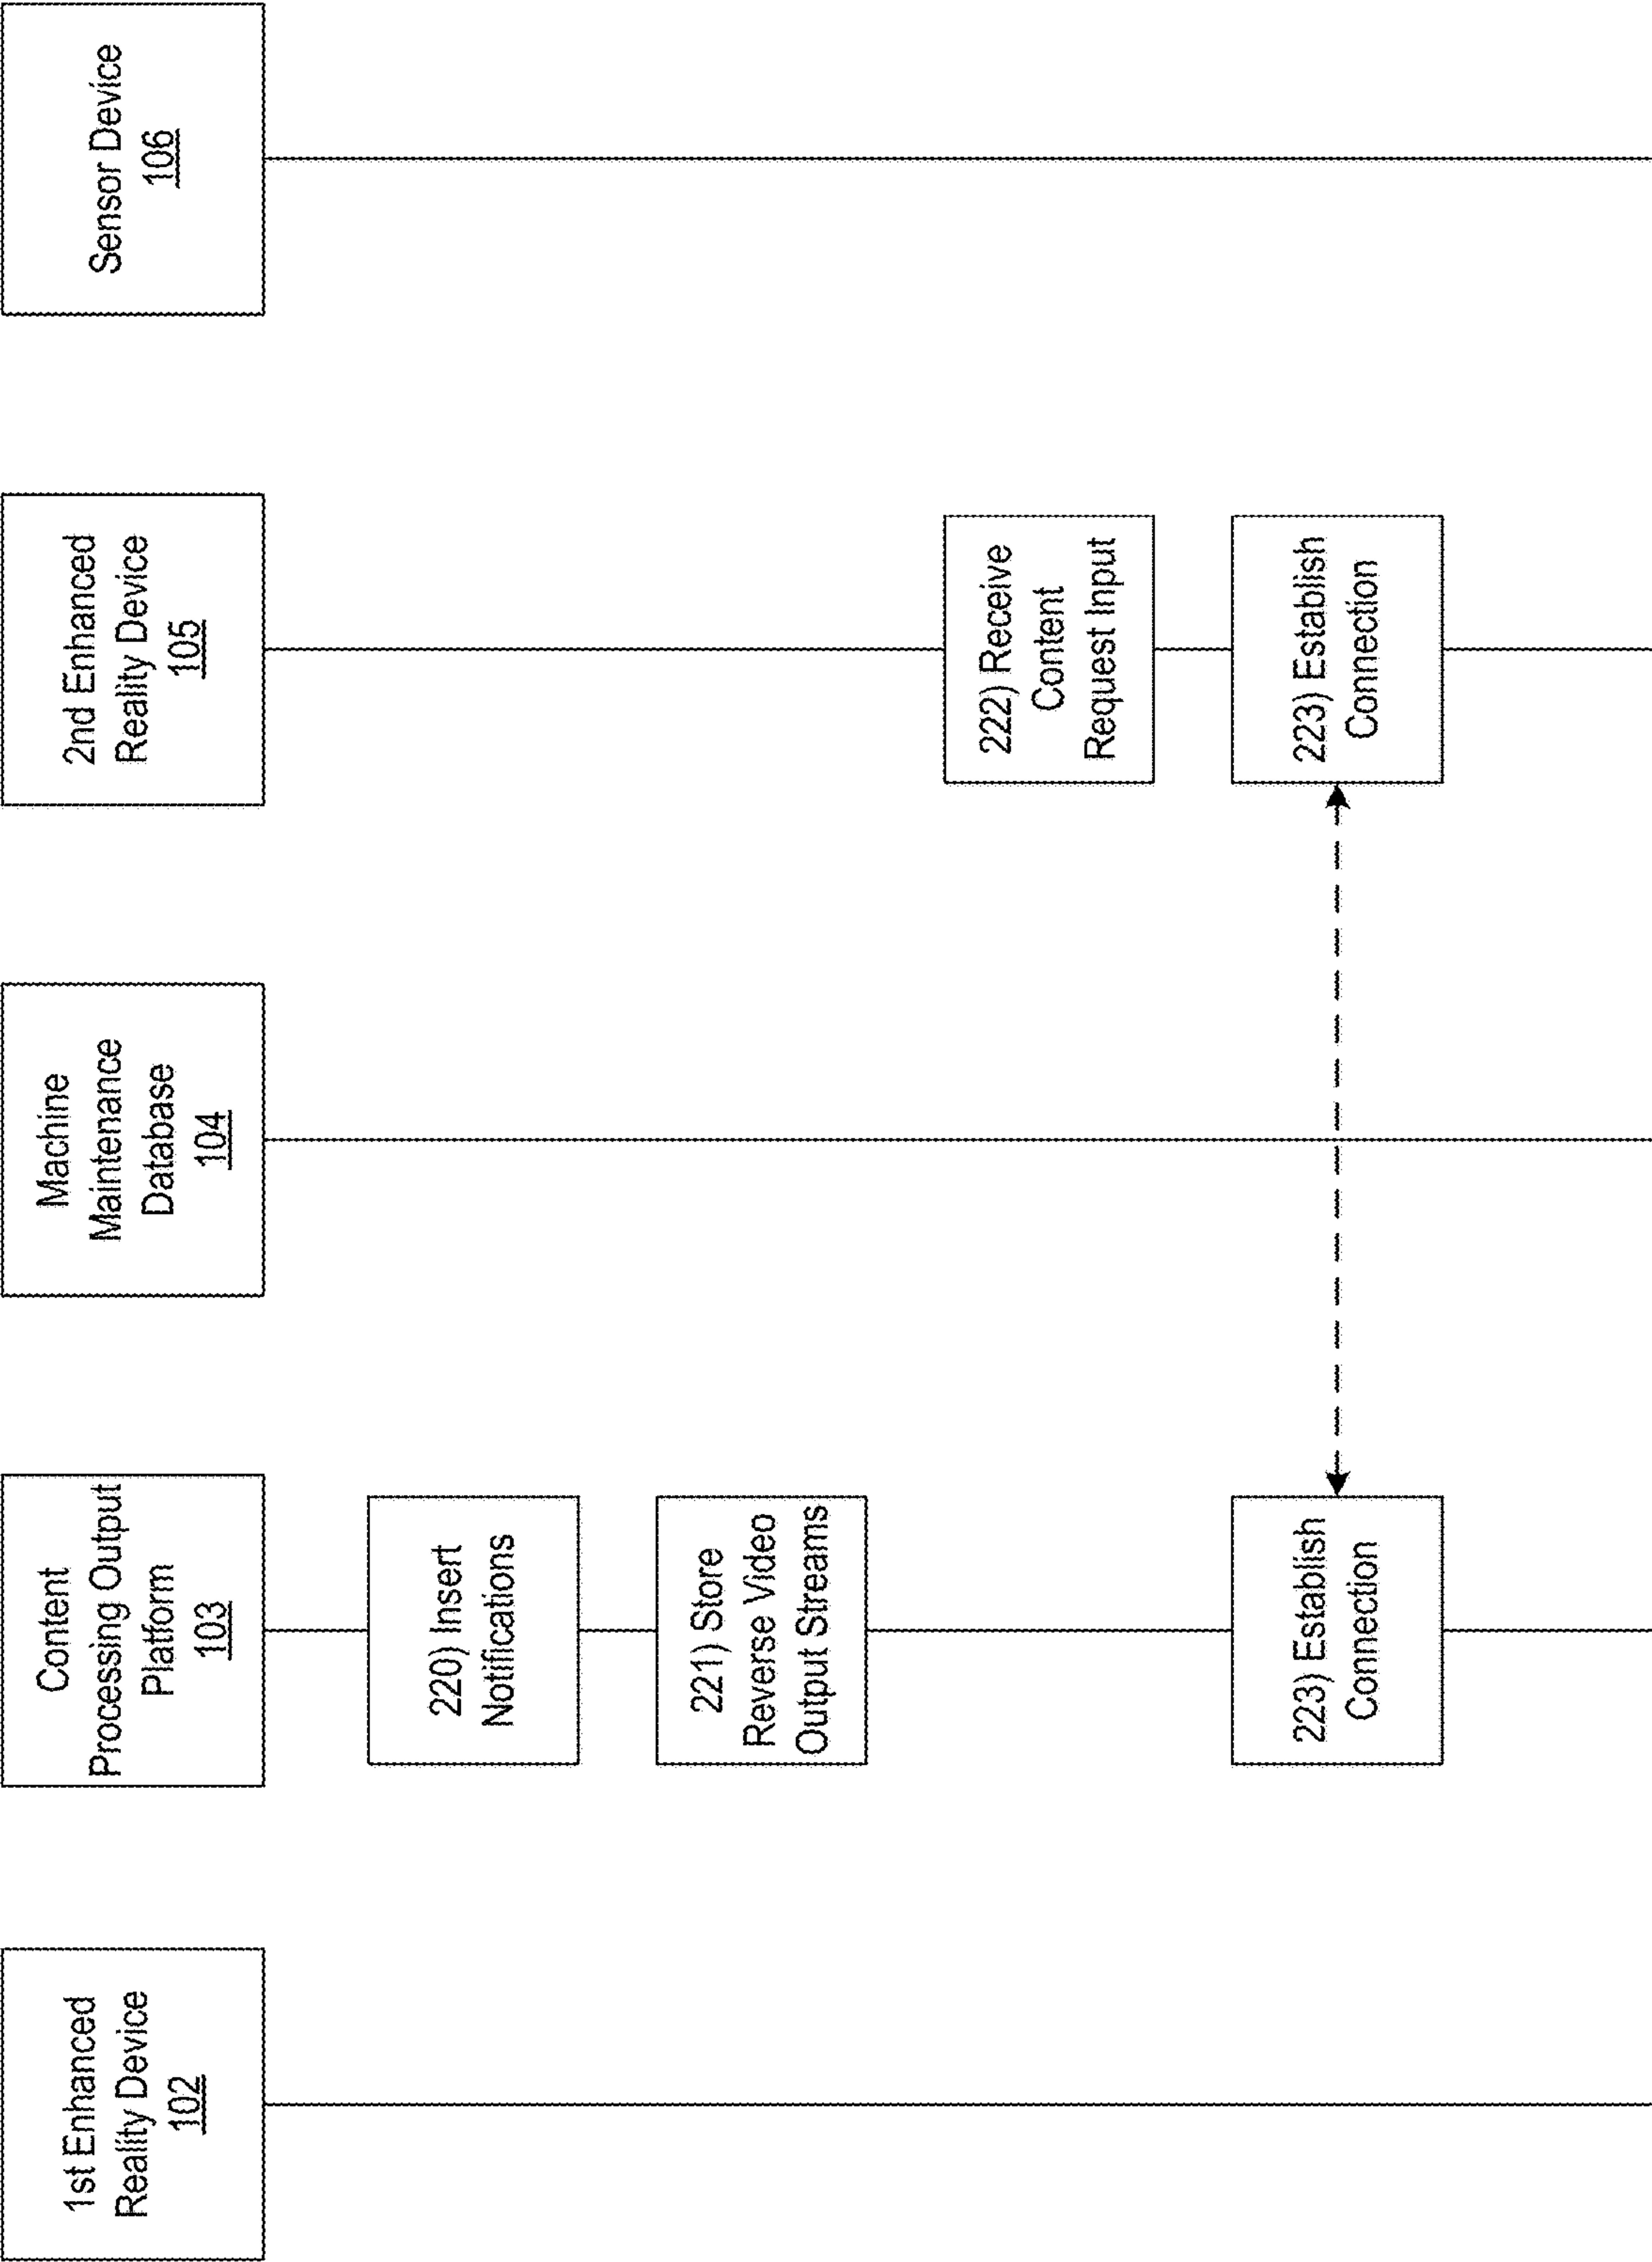 1st Enhanced
Reality Device
102
Content
Processing Output
Platform
103
Machine
Maintenance
Database
104
2nd Enhanced
Reality Device
105
Sensor Device
106
220) Insert
Notifications
221) Store
Reverse Video
Output Streams
222) Receive
Content
Request Input
223) Establish
Connection
223) Establish
Connection